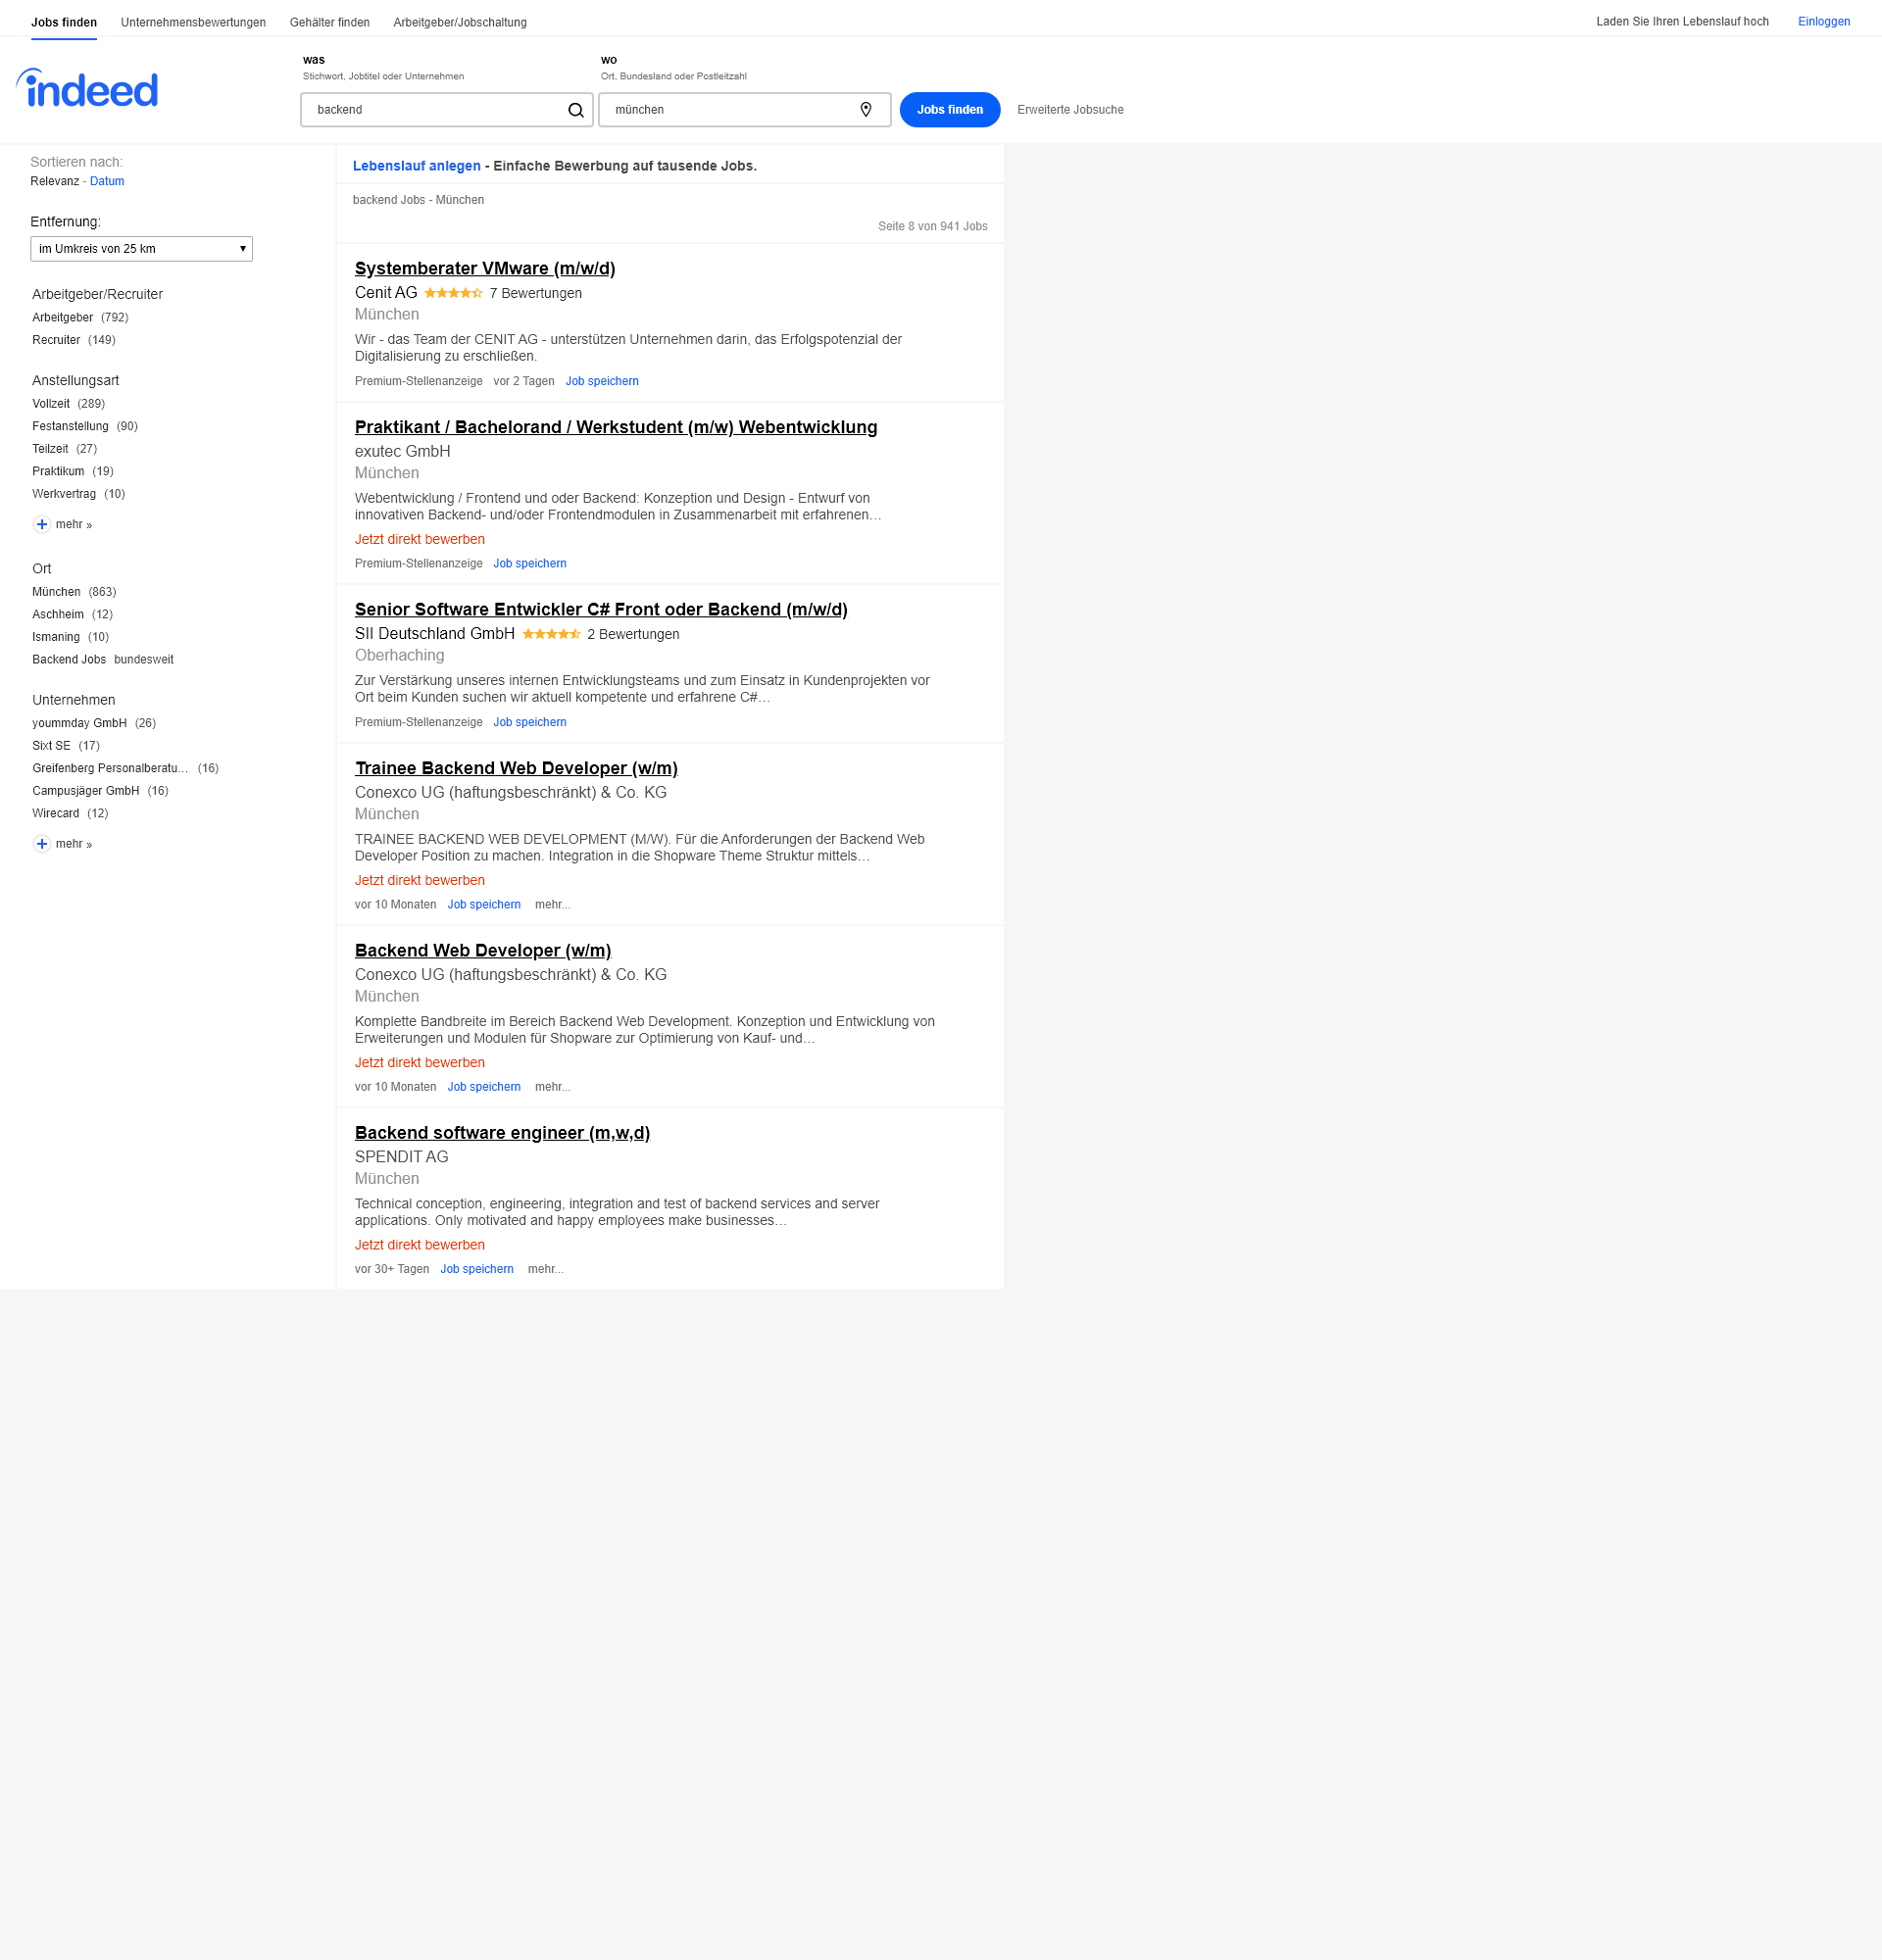 Jobs finden Unternehmensbewertungen Gehälter finden Arbeitgeber/Jobschaltung Laden Sie Ihren Lebenslauf hoch Einloggen
indeed
was
Stichwort, Jobtitel oder Unternehmen
wo
Ort, Bundesland oder Postleitzahl
backend
münchen
Jobs finden
Erweiterte Jobsuche
Sortieren nach:
Relevanz - Datum
Entfernung:
im Umkreis von 25 km
Arbeitgeber/Recruiter
Arbeitgeber (792)
Recruiter (149)
Anstellungsart
Vollzeit (289)
Festanstellung (90)
Teilzeit (27)
Praktikum (19)
Werkvertrag (10)
mehr »
Ort
München (863)
Aschheim (12)
Ismaning (10)
Backend Jobs bundesweit
Unternehmen
yoummday GmbH (26)
Sixt SE (17)
Greifenberg Personalberatu... (16)
Campusjäger GmbH (16)
Wirecard (12)
mehr »
Lebenslauf anlegen - Einfache Bewerbung auf tausende Jobs.
backend Jobs - München
Seite 8 von 941 Jobs
Systemberater VMware (m/w/d)
Cenit AG 7 Bewertungen
München
Wir - das Team der CENIT AG - unterstützen Unternehmen darin, das Erfolgspotenzial der
Digitalisierung zu erschließen.
Premium-Stellenanzeige vor 2 Tagen Job speichern
Praktikant / Bachelorand / Werkstudent (m/w) Webentwicklung
exutec GmbH
München
Webentwicklung / Frontend und oder Backend: Konzeption und Design - Entwurf von
innovativen Backend- und/oder Frontendmodulen in Zusammenarbeit mit erfahrenen…
Jetzt direkt bewerben
Premium-Stellenanzeige Job speichern
Senior Software Entwickler C# Front oder Backend (m/w/d)
SII Deutschland GmbH 2 Bewertungen
Oberhaching
Zur Verstärkung unseres internen Entwicklungsteams und zum Einsatz in Kundenprojekten vor
Ort beim Kunden suchen wir aktuell kompetente und erfahrene C#…
Premium-Stellenanzeige Job speichern
Trainee Backend Web Developer (w/m)
Conexco UG (haftungsbeschränkt) & Co. KG
München
TRAINEE BACKEND WEB DEVELOPMENT (M/W). Für die Anforderungen der Backend Web
Developer Position zu machen. Integration in die Shopware Theme Struktur mittels…
Jetzt direkt bewerben
vor 10 Monaten Job speichern mehr...
Backend Web Developer (w/m)
Conexco UG (haftungsbeschränkt) & Co. KG
München
Komplette Bandbreite im Bereich Backend Web Development. Konzeption und Entwicklung von
Erweiterungen und Modulen für Shopware zur Optimierung von Kauf- und…
Jetzt direkt bewerben
vor 10 Monaten Job speichern mehr...
Backend software engineer (m,w,d)
SPENDIT AG
München
Technical conception, engineering, integration and test of backend services and server
applications. Only motivated and happy employees make businesses…
Jetzt direkt bewerben
vor 30+ Tagen Job speichern mehr...